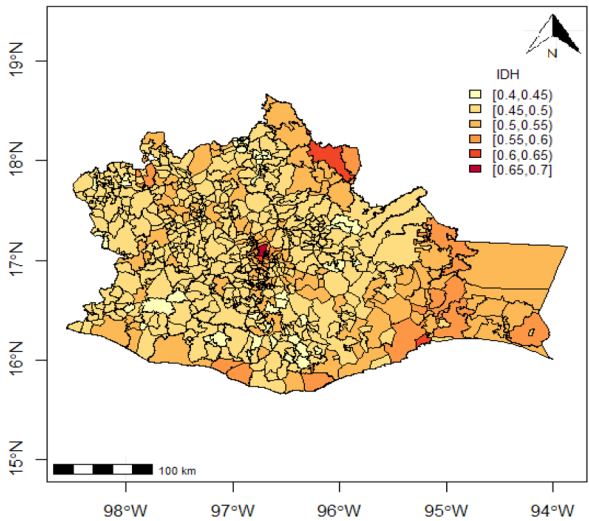 19°N
18°N
17°N
16°N
15°N
N
IDH
[0.4,0.45)
[0.45,0.5)
[0.5,0.55)
[0.55,0.6)
[0.6,0.65)
[0.65,0.7]
100 km
98°W 97°W 96°W 95°W 94°W